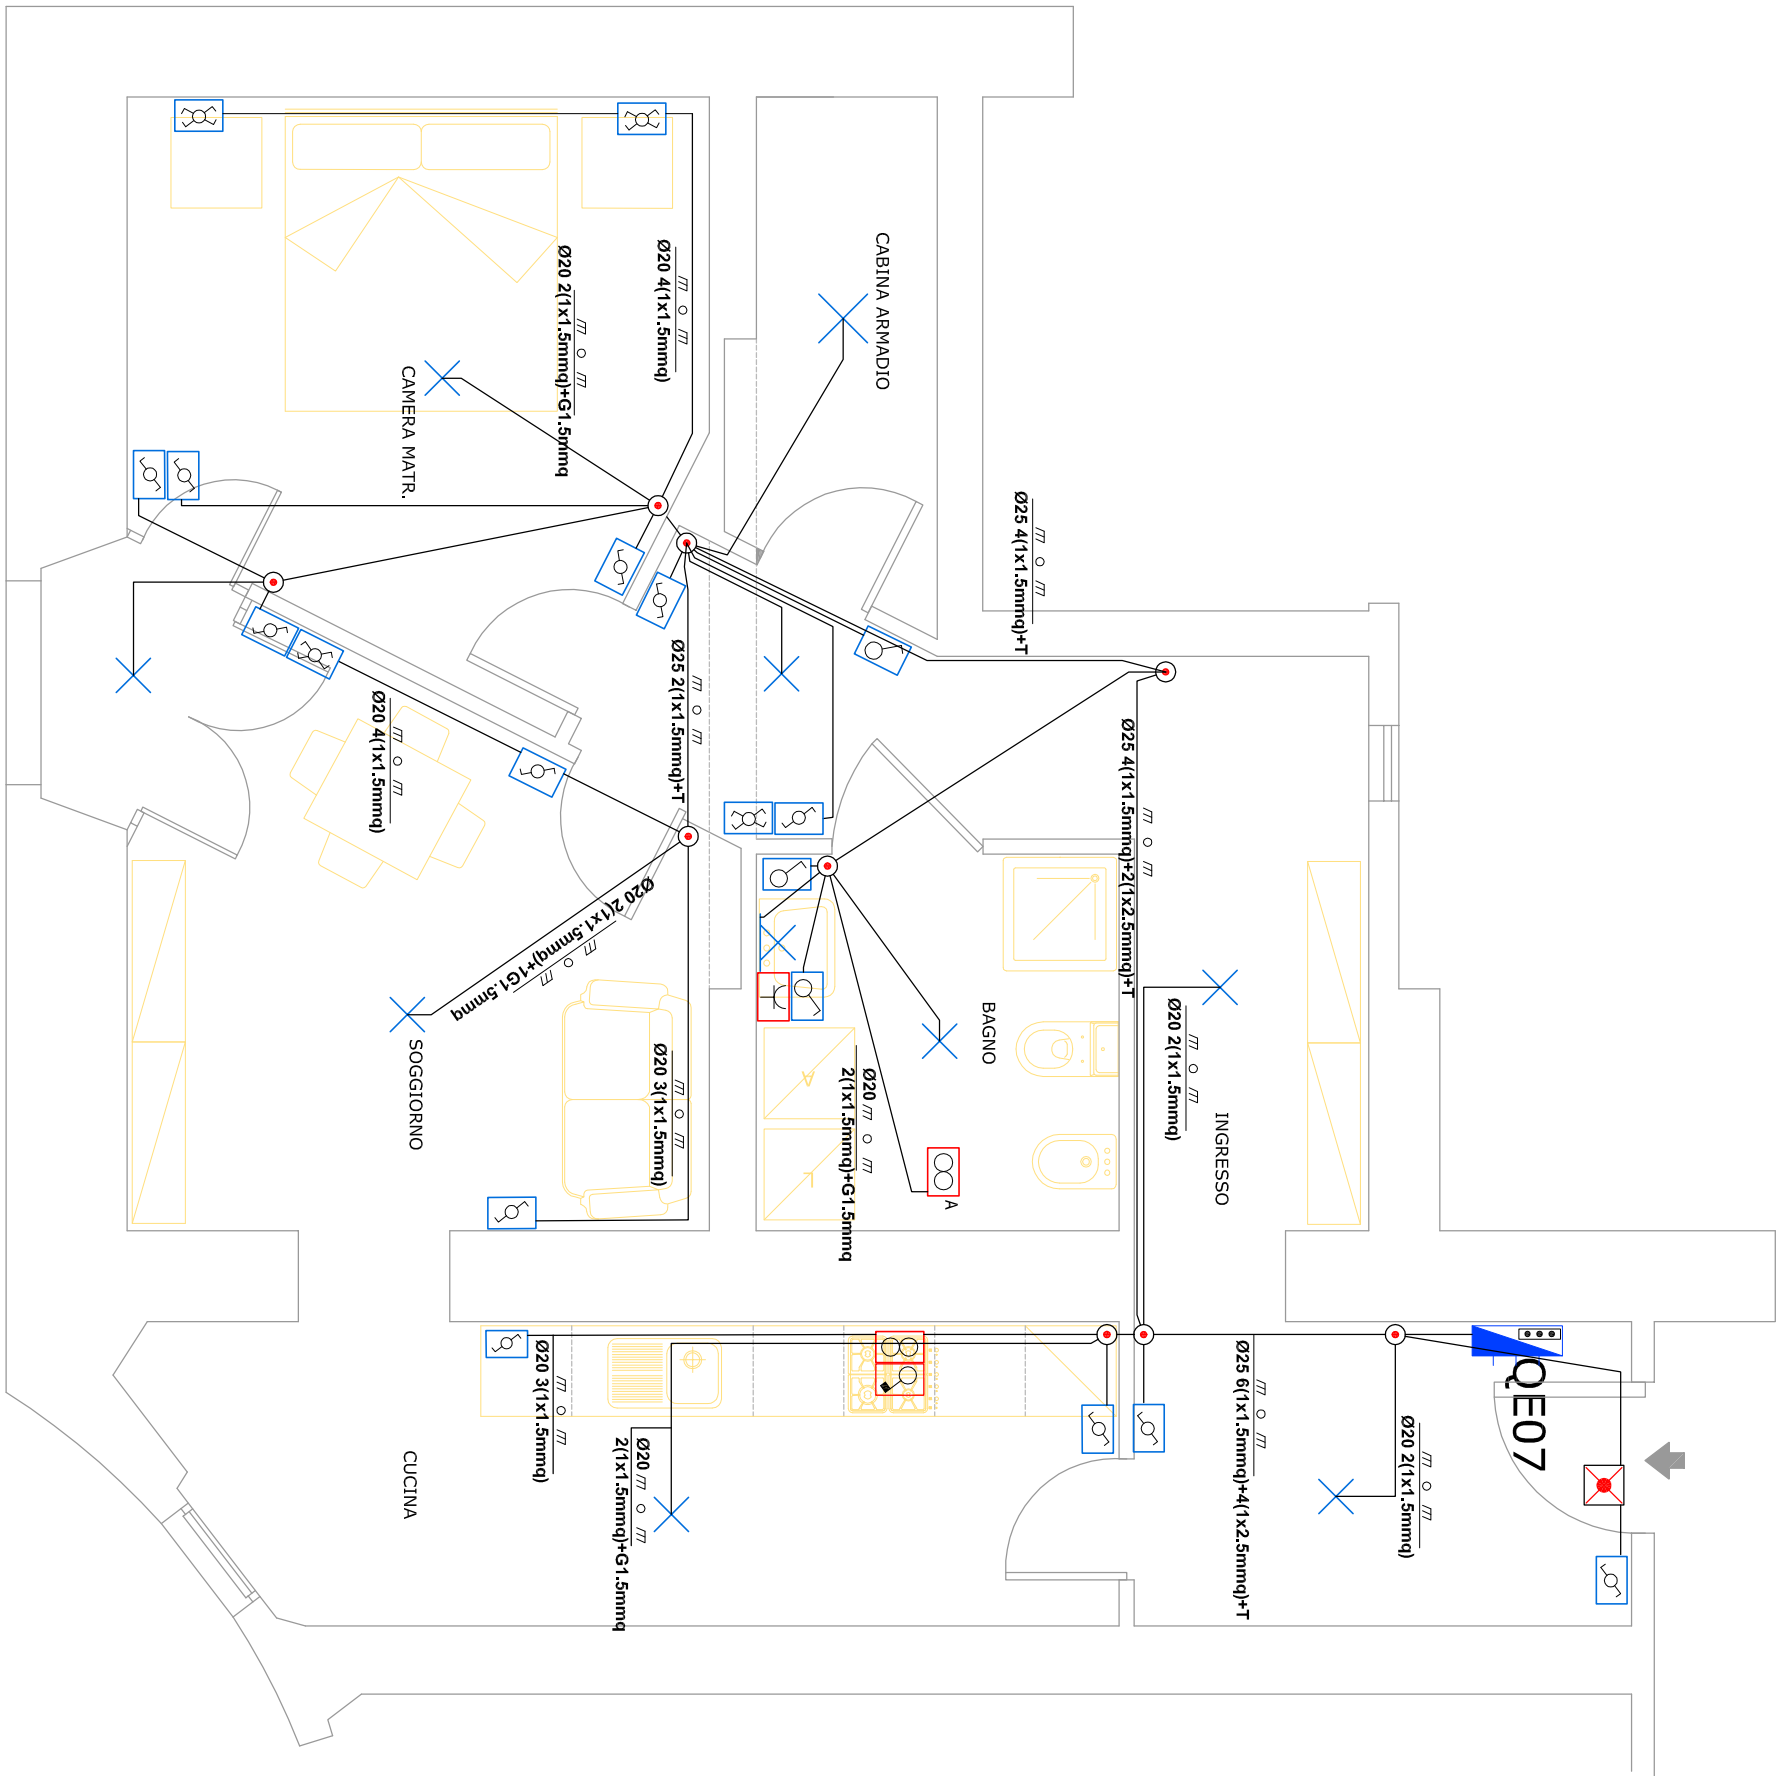 CABINA ARMADIO
Ø20 4(1x1.5mmq)
Ø20 2(1x1.5mmq)+G1.5mmq
CAMERA MATR.
Ø25 4(1x1.5mmq)+T
Ø25 2(1x1.5mmq)+T
Ø20 4(1x1.5mmq)
Ø25 4(1x1.5mmq)+2(1x2.5mmq)+T
Ø20 2(1x1.5mmq)+1G1.5mmq
SOGGIORNO
Ø20 3(1x1.5mmq)
BAGNO
A
L
Ø20
2(1x1.5mmq)+G1.5mmq
A
Ø20 2(1x1.5mmq)
INGRESSO
QE07
Ø20 3(1x1.5mmq)
Ø25 6(1x1.5mmq)+4(1x2.5mmq)+T
Ø20 2(1x1.5mmq)
Ø20
2(1x1.5mmq)+G1.5mmq
CUCINA